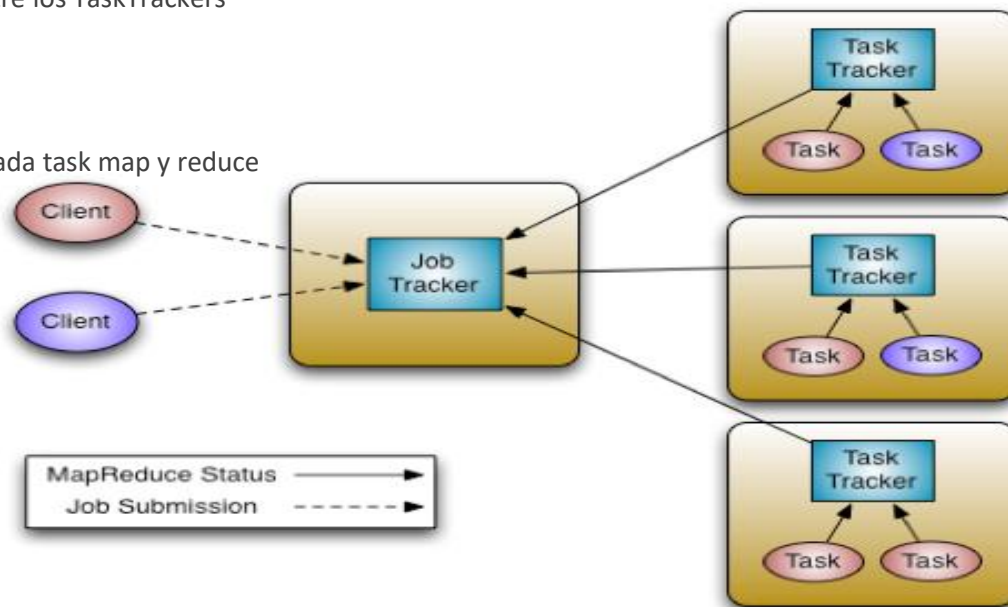 re los TaskTrackers
ada task map y reduce
Client
Client
Job
Tracker
Task
Tracker
Task Task
Task
Tracker
Task Task
Task
Tracker
Task Task
MapReduce Status
Job Submission